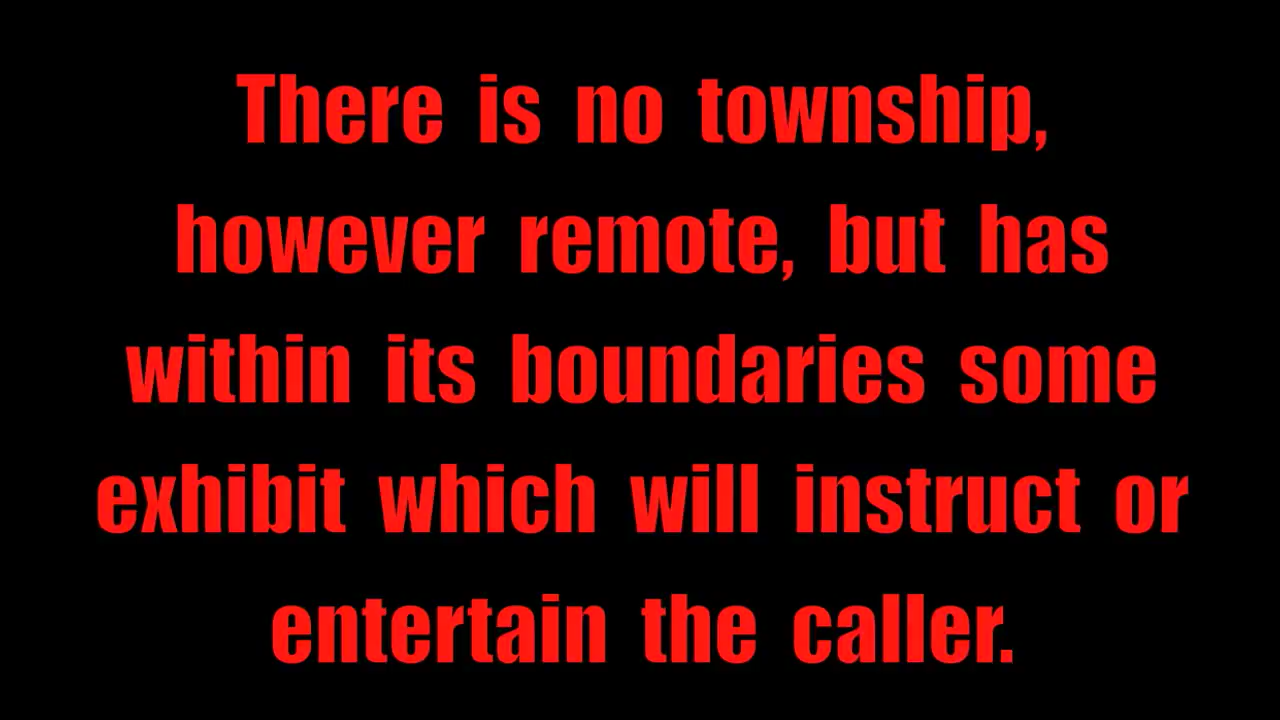 There is no township,
however remote, but has
within its boundaries some
exhibit which will instruct or
entertain the caller.